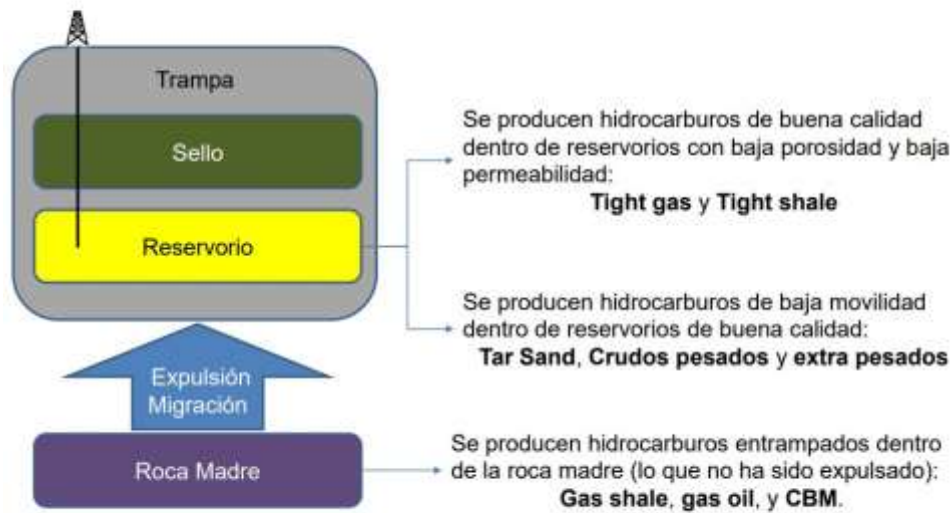 Trampa
Sello
Reservorio
Expulsión
Migración
Roca Madre
Se producen hidrocarburos de buena calidad
dentro de reservorios con baja porosidad y baja
permeabilidad:
Tight gas y Tight shale
Se producen hidrocarburos de baja movilidad
dentro de reservorios de buena calidad:
Tar Sand, Crudos pesados y extra pesados
Se producen hidrocarburos entrampados dentro
de la roca madre (lo que no ha sido expulsado):
Gas shale, gas oil, y CBM.